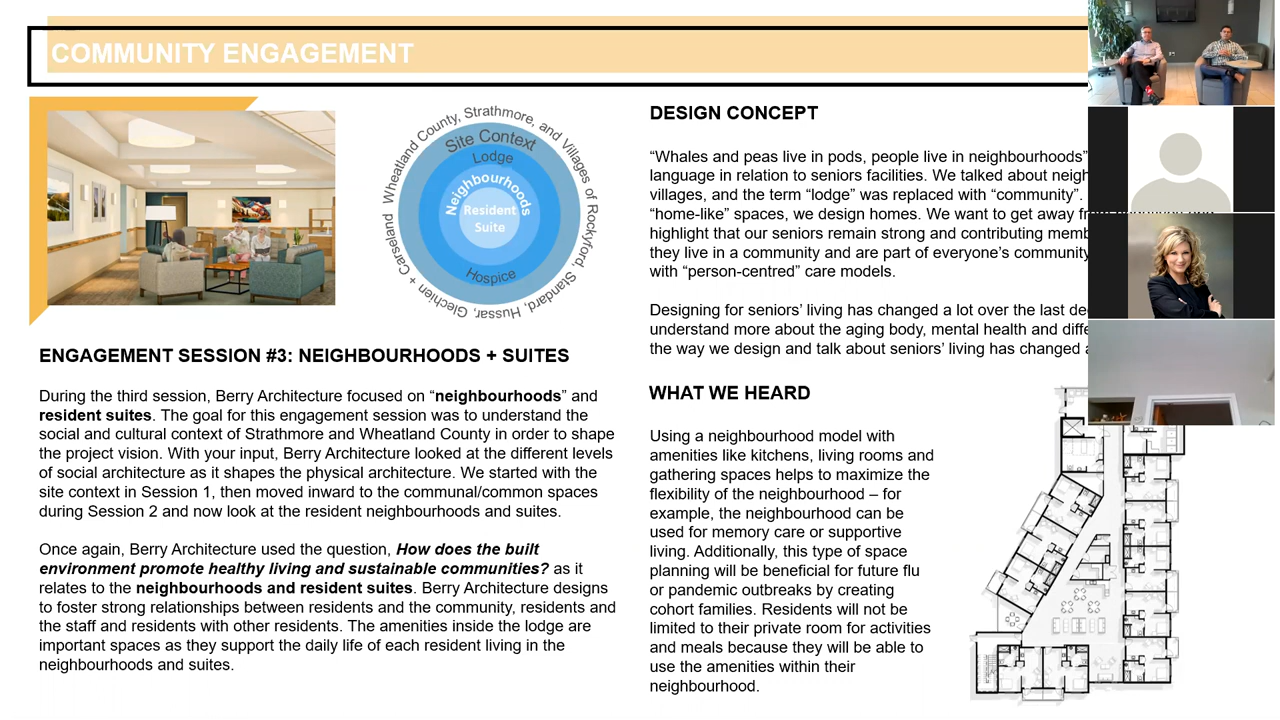 COMMUNITY ENGAGEMENT
Wheatland County, Strathmore, and Villages of Rockyford, Standard, Hussar, Gleichen + Carseland
Site Context
Lodge
Neighbourhoods
Resident
Suite
Hospice
ENGAGEMENT SESSION #3: NEIGHBOURHOODS + SUITES
During the third session, Berry Architecture focused on “neighbourhoods” and
resident suites. The goal for this engagement session was to understand the
social and cultural context of Strathmore and Wheatland County in order to shape
the project vision. With your input, Berry Architecture looked at the different levels
of social architecture as it shapes the physical architecture. We started with the
site context in Session 1, then moved inward to the communal/common spaces
during Session 2 and now look at the resident neighbourhoods and suites.
Once again, Berry Architecture used the question, How does the built
environment promote healthy living and sustainable communities? as it
relates to the neighbourhoods and resident suites. Berry Architecture designs
to foster strong relationships between residents and the community, residents and
the staff and residents with other residents. The amenities inside the lodge are
important spaces as they support the daily life of each resident living in the
neighbourhoods and suites.
DESIGN CONCEPT
“Whales and peas live in pods, people live in neighbourhoods”
language in relation to seniors facilities. We talked about neigh
villages, and the term “lodge” was replaced with “community”.
“home-like” spaces, we design homes. We want to get away
highlight that our seniors remain strong and contributing memb
they live in a community and are part of everyone’s community
with “person-centred” care models.
Designing for seniors’ living has changed a lot over the last de
understand more about the aging body, mental health and diffe
the way we design and talk about seniors’ living has changed
WHAT WE HEARD
Using a neighbourhood model with
amenities like kitchens, living rooms and
gathering spaces helps to maximize the
flexibility of the neighbourhood – for
example, the neighbourhood can be
used for memory care or supportive
living. Additionally, this type of space
planning will be beneficial for future flu
or pandemic outbreaks by creating
cohort families. Residents will not be
limited to their private room for activities
and meals because they will be able to
use the amenities within their
neighbourhood.